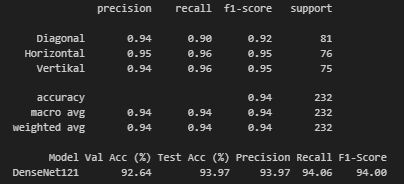 precision recall f1-score support
Diagonal 0.94 0.90 0.92 81
Horizontal 0.95 0.96 0.95 76
Vertikal 0.94 0.96 0.95 75
accuracy 0.94 232
macro avg 0.94 0.94 0.94 232
weighted avg 0.94 0.94 0.94 232
Model Val Acc (%) Test Acc (%) Precision Recall F1-Score
DenseNet121 92.64 93.97 93.97 94.06 94.00